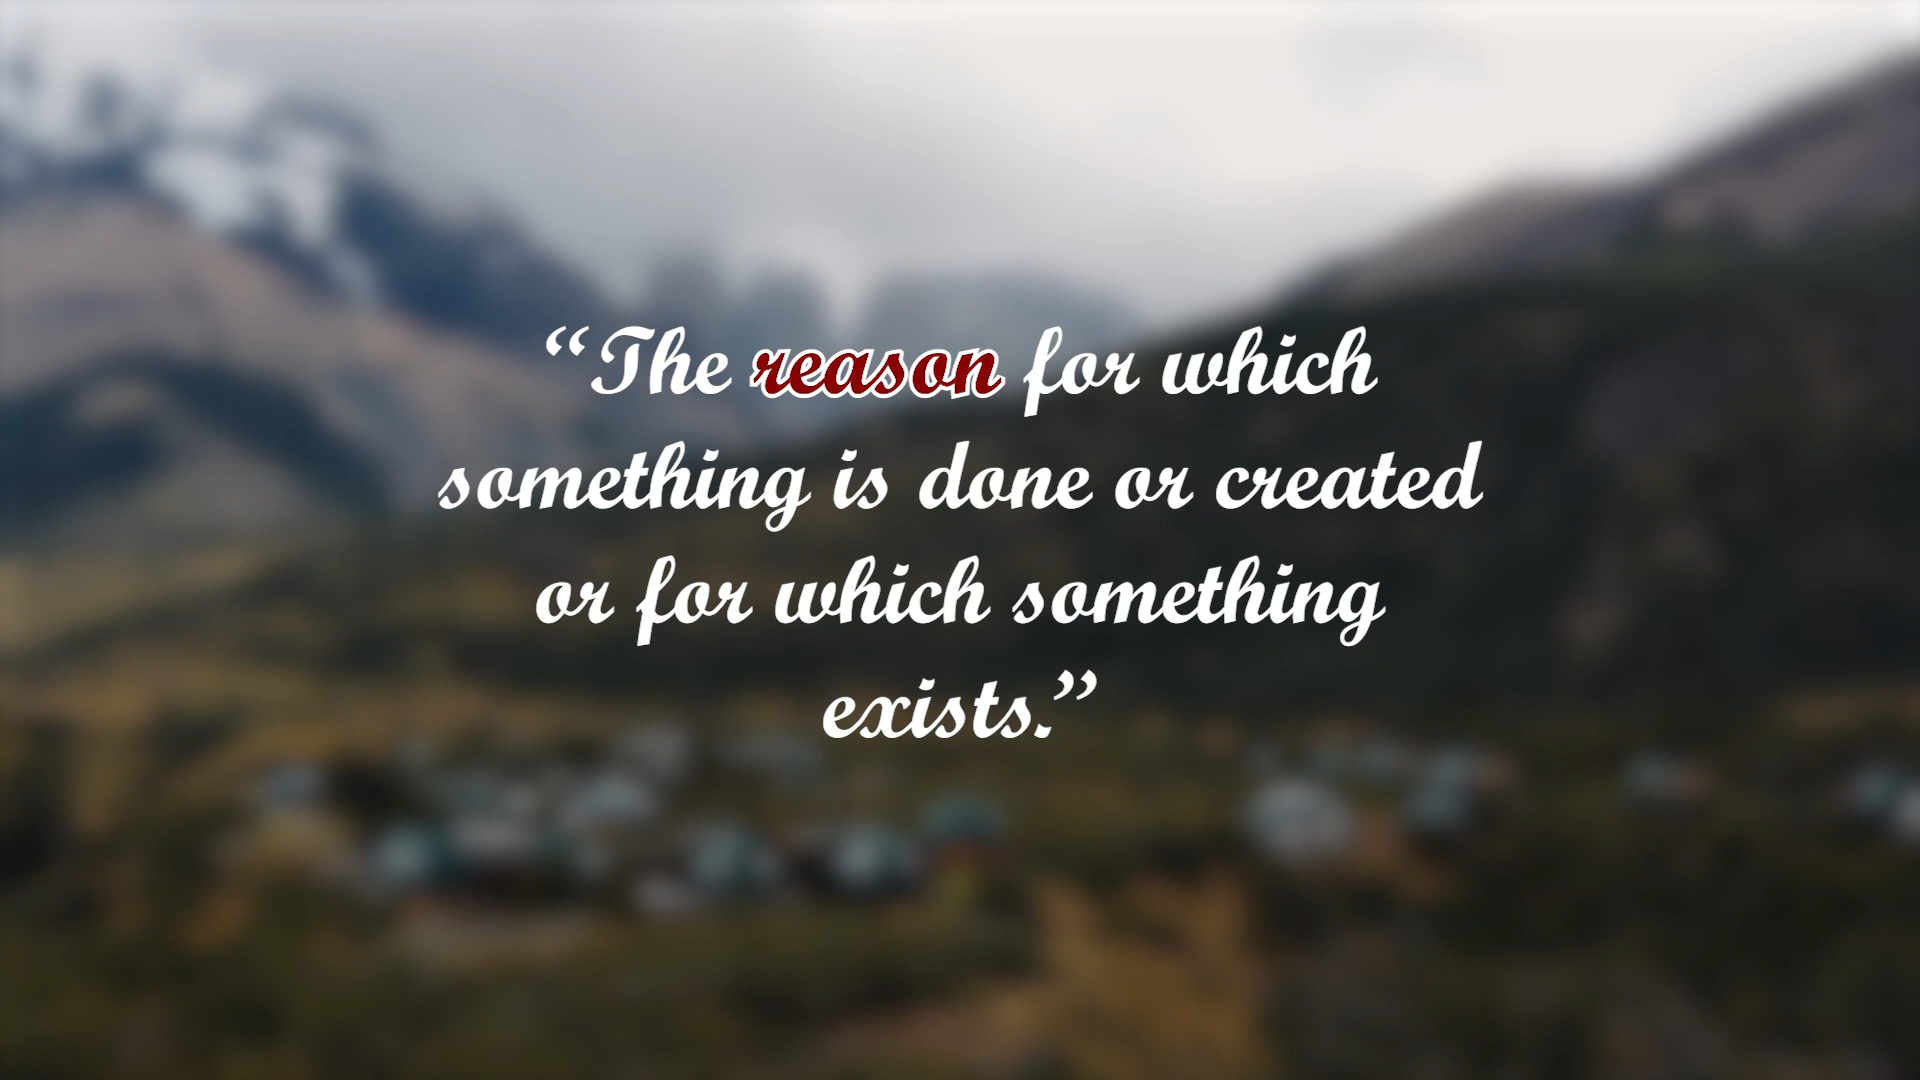 “The reason for which
something is done or created
or for which something
exists.”